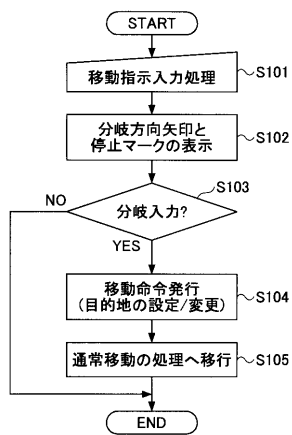 START
移動指示入力処理
S101
分岐方向矢印と
停止マークの表示
S102
S103
分岐入力?
NO
YES
移動命令発行
(目的地の設定/変更)
S104
通常移動の処理へ移行
S105
END